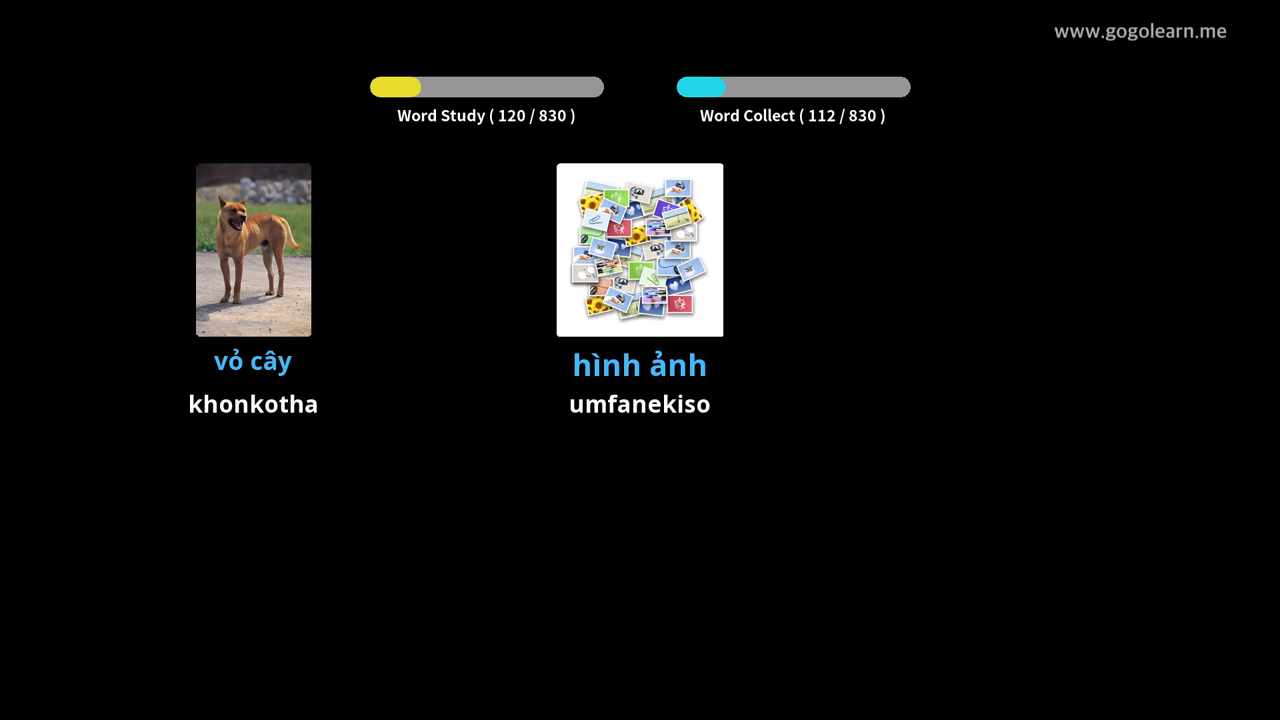 www.gogolearn.me
Word Study ( 120 / 830 )
Word Collect ( 112 / 830 )
vỏ cây
khonkotha
hình ảnh
umfanekiso